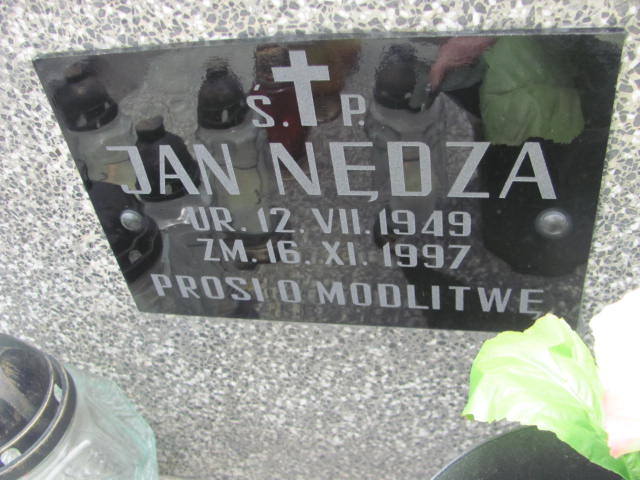 Ś. P.
JAN NĘDZA
UR. 12. VII. 1949
ZM. 16. XI. 1997
PROSI O MODLITWĘ